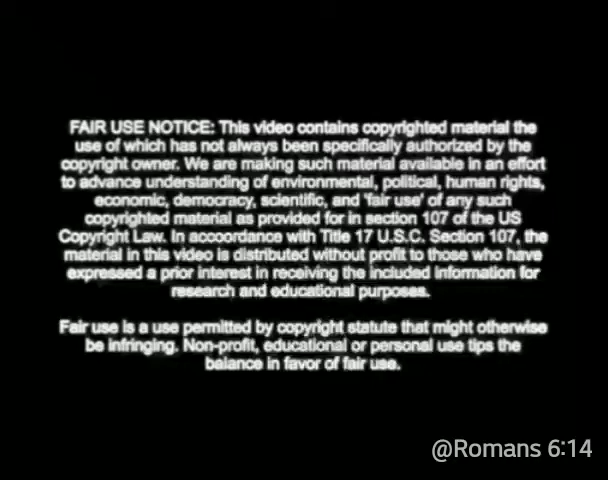 FAIR USE NOTICE: This video contains copyrighted material the
use of which has not always been specifically authorized by the
copyright owner. We are making such material available in an effort
to advance understanding of environmental, political, human rights,
economic, democracy, scientific, and 'fair use' of any such
copyrighted material as provided for in section 107 of the US
Copyright Law. In accoordance with Title 17 U.S.C. Section 107, the
material in this video is distributed without profit to those who have
expressed a prior interest in receiving the included information for
research and educational purposes.
Fair use is a use permitted by copyright statute that might otherwise
be infringing. Non-profit, educational or personal use tips the
balance in favor of fair use.
@Romans 6:14